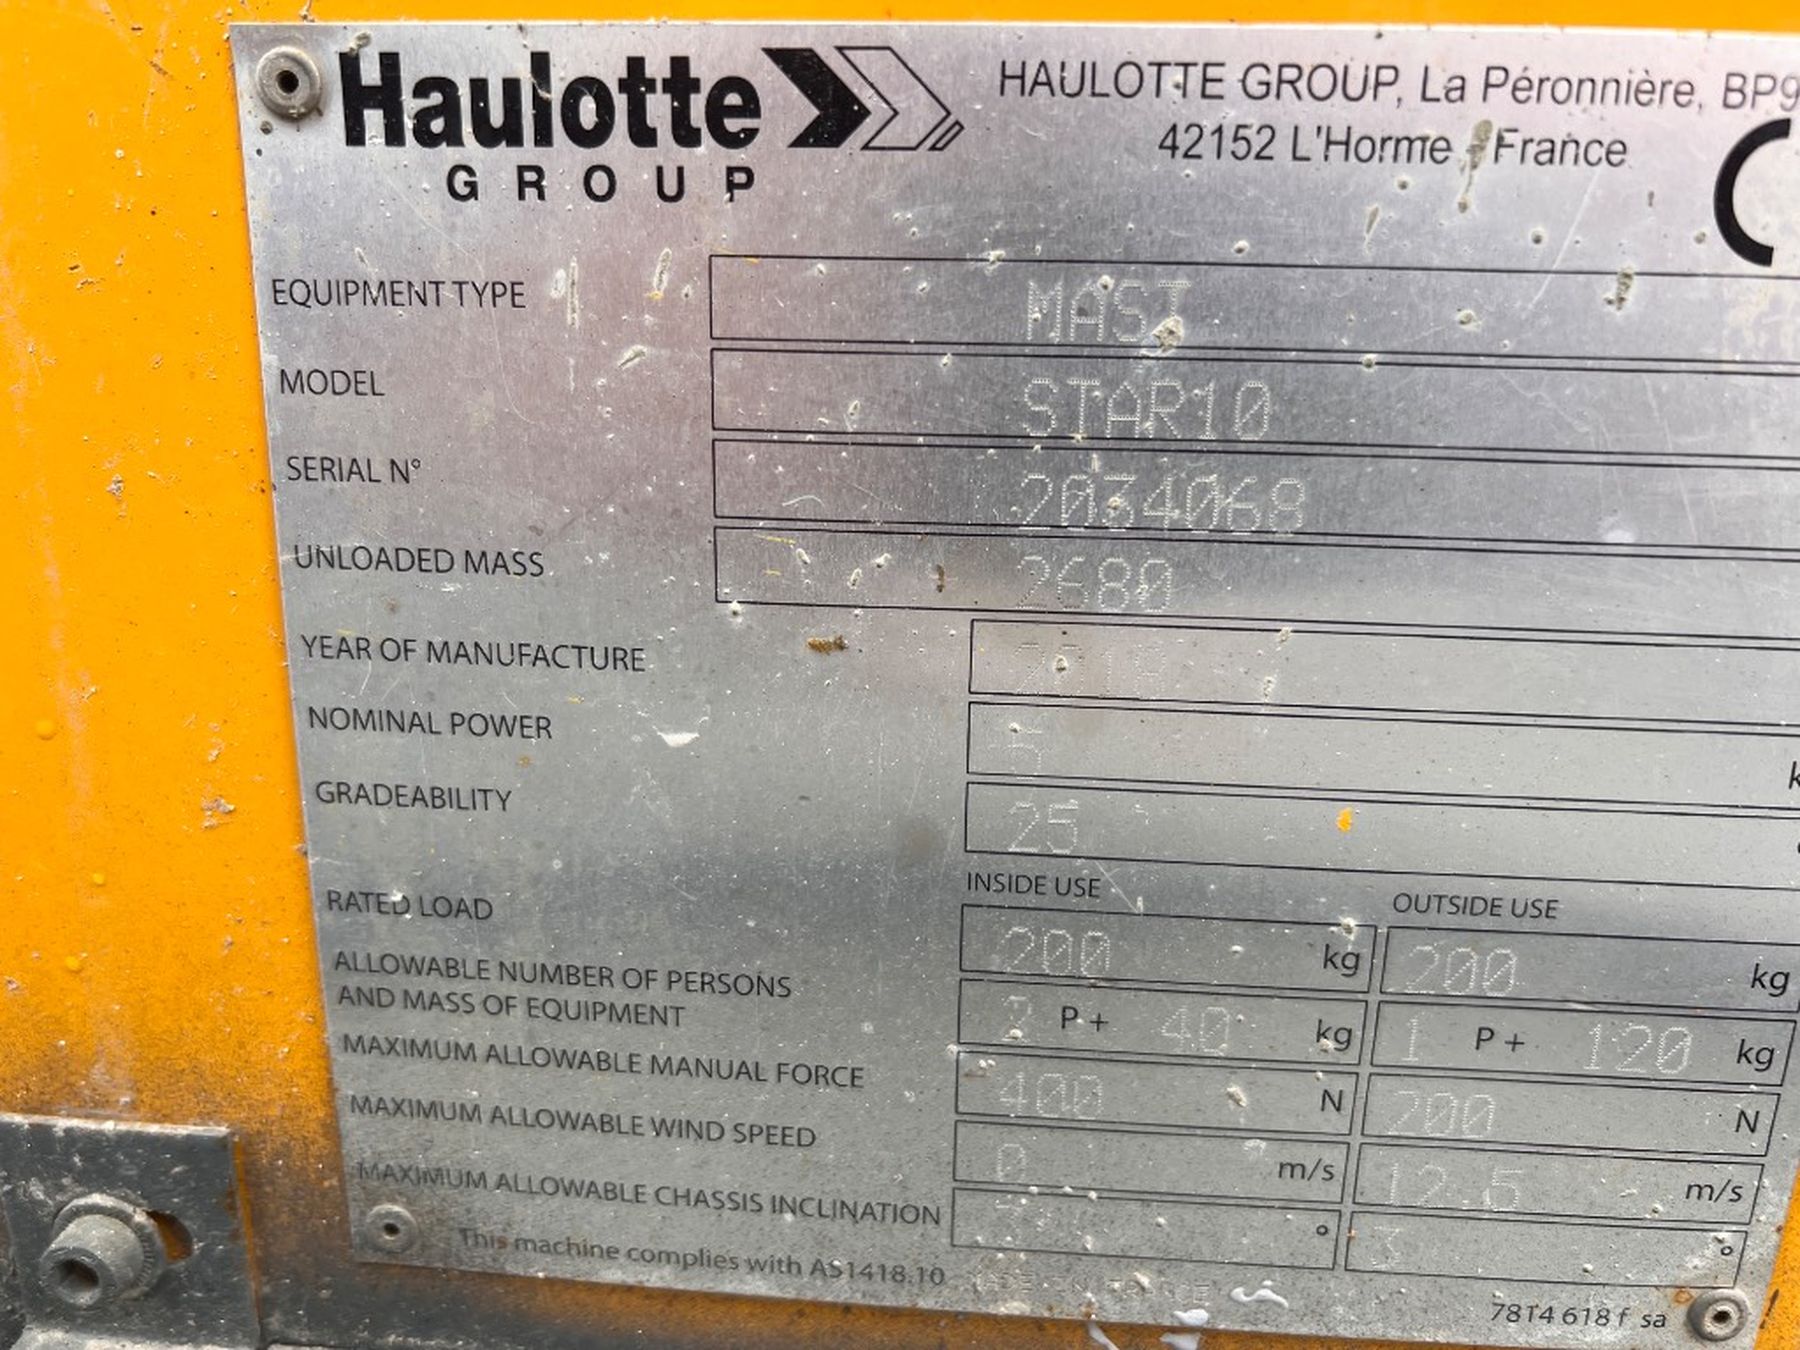 Haulotte
GROUP
HAULOTTE GROUP, La Péronnière, BP9
42152 L'Horme - France
EQUIPMENT TYPE MAST
MODEL STAR10
SERIAL N° 2034068
UNLOADED MASS 2680
YEAR OF MANUFACTURE
NOMINAL POWER
GRADEABILITY 25
INSIDE USE OUTSIDE USE
RATED LOAD 200 kg 200 kg
ALLOWABLE NUMBER OF PERSONS
AND MASS OF EQUIPMENT 2 P+ 40 kg 1 P+ 120 kg
MAXIMUM ALLOWABLE MANUAL FORCE 400 N 200 N
MAXIMUM ALLOWABLE WIND SPEED 0 m/s 12.5 m/s
MAXIMUM ALLOWABLE CHASSIS INCLINATION ° 3 °
This machine complies with AS1418.10
7814 618 f sa